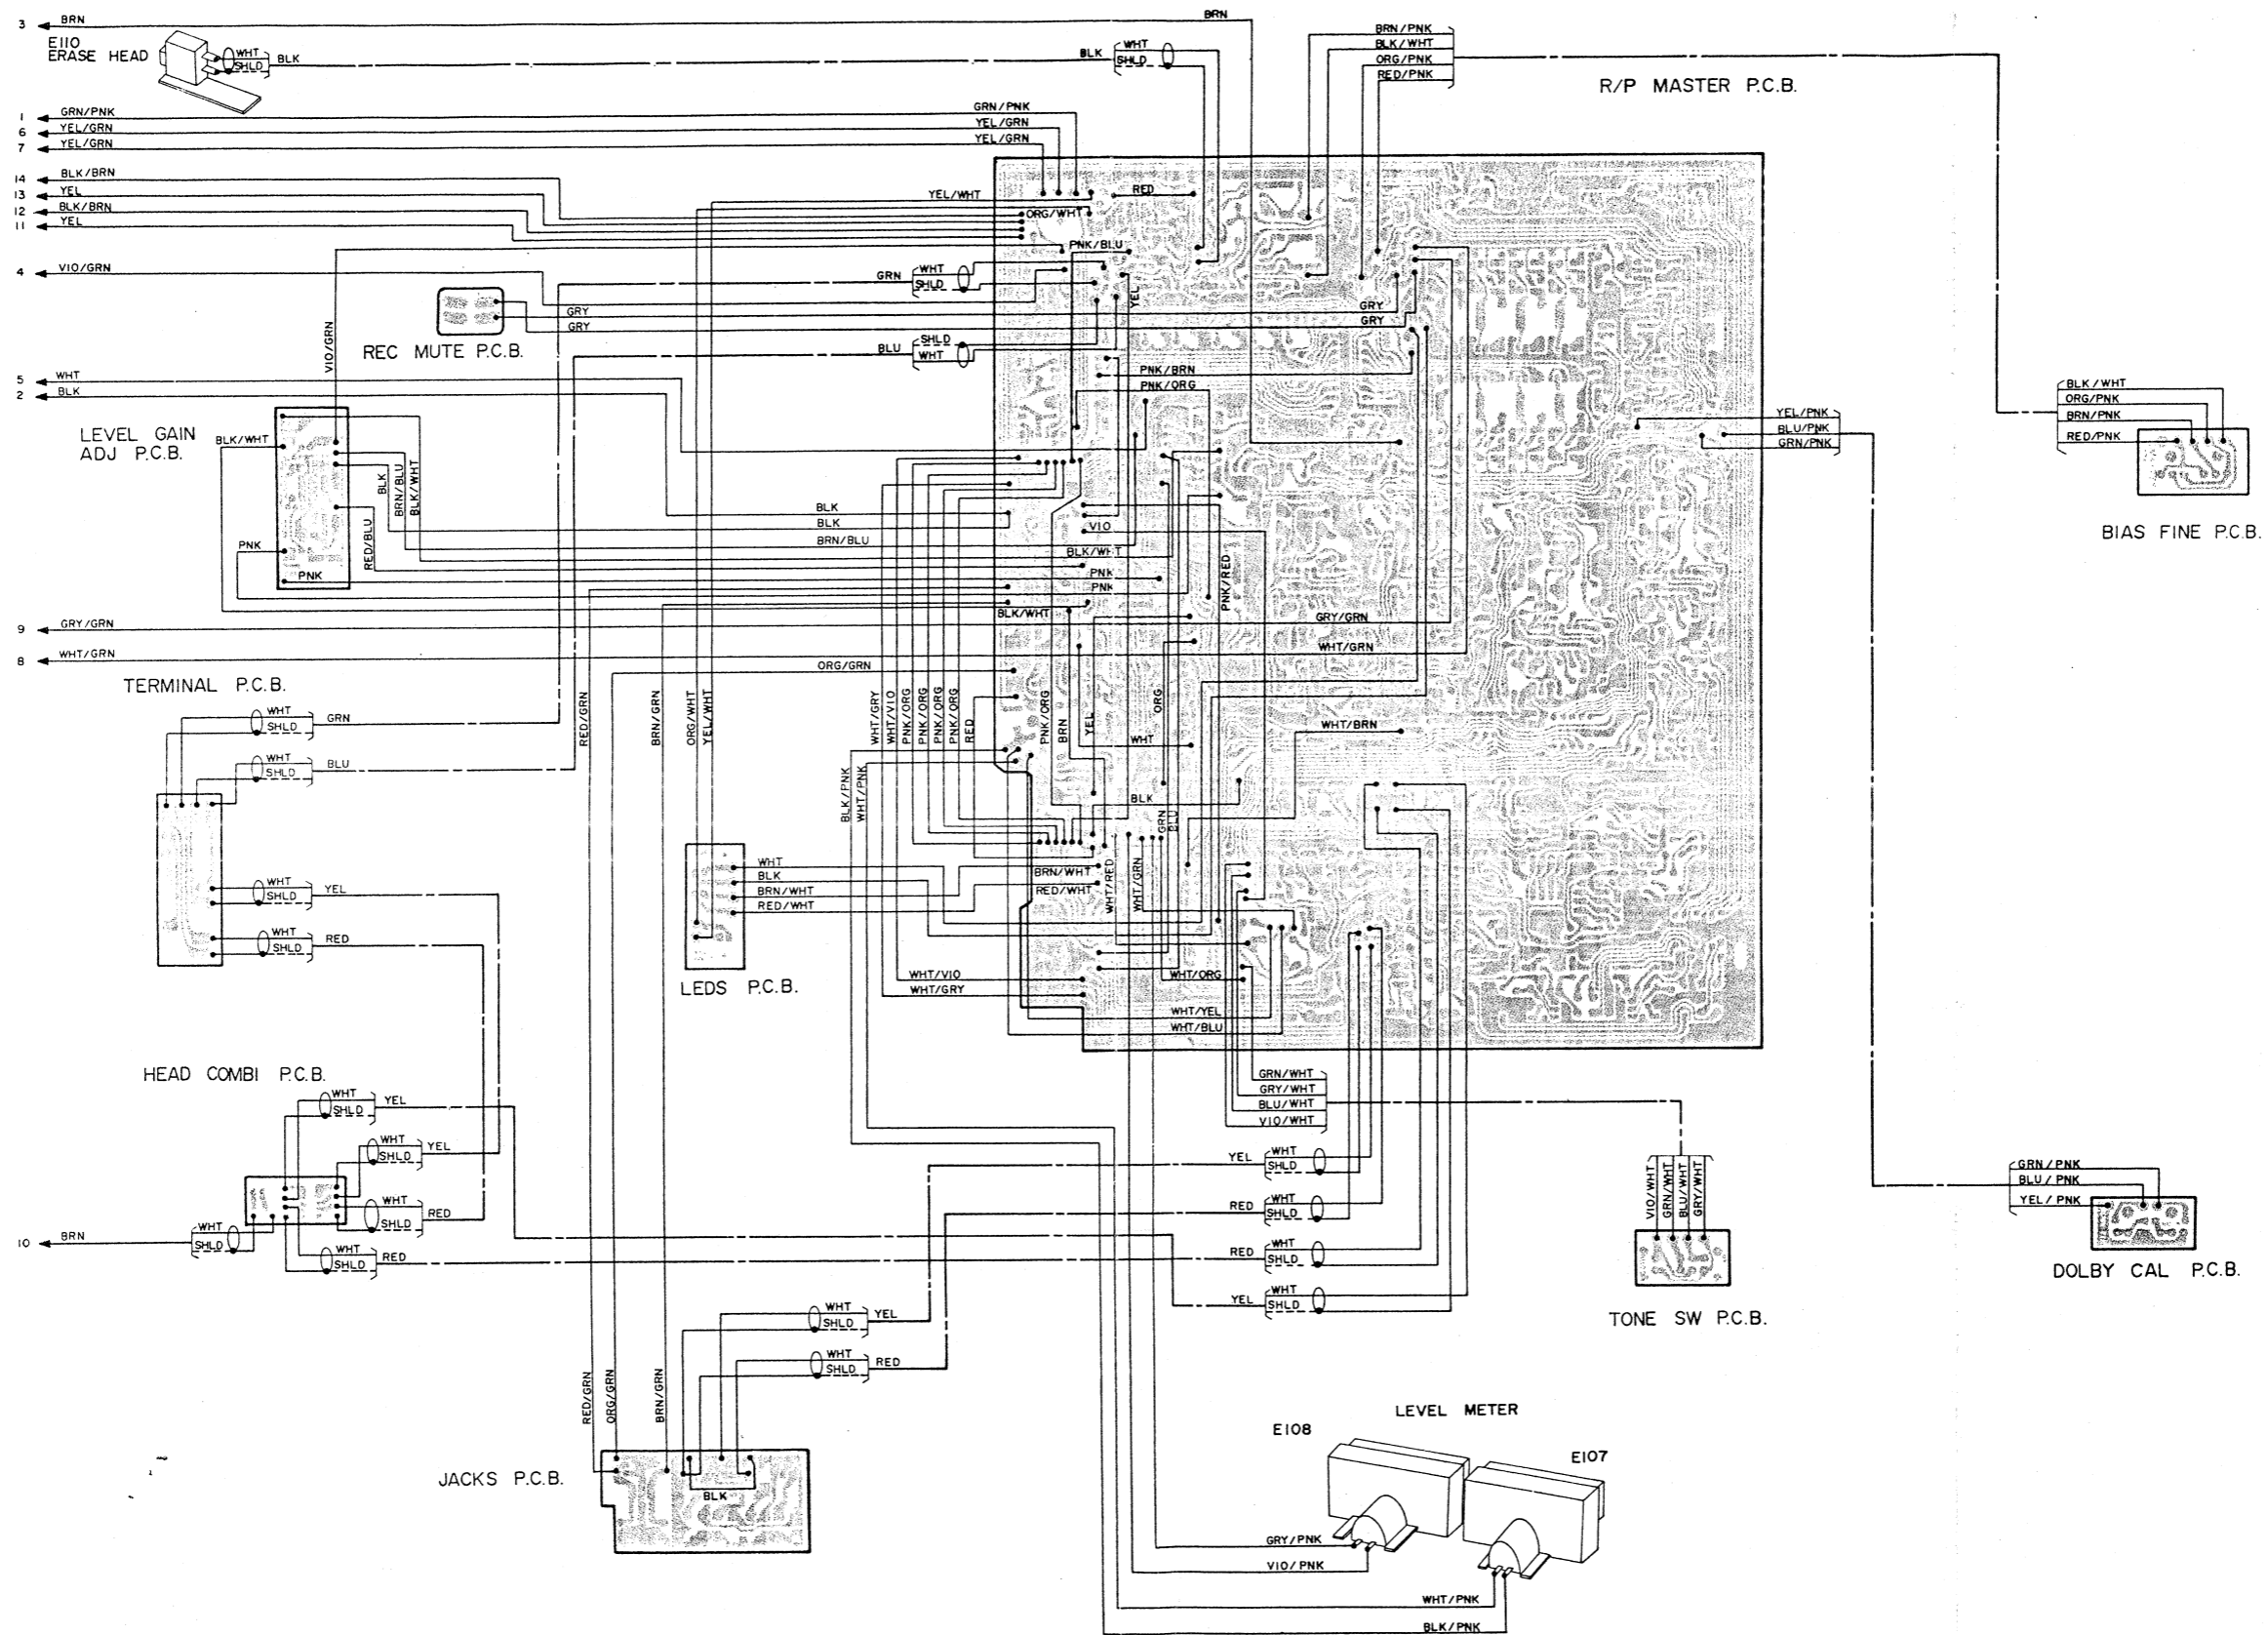 3 BRN BRN
E110
ERASE HEAD
WHT
SHLD
BLK
BLK
WHT
SHLD
BRN/PNK
BLK/WHT
ORG/PNK
RED/PNK
R/P MASTER P.C.B.
1 GRN/PNK GRN/PNK
6 YEL/GRN YEL/GRN
7 YEL/GRN YEL/GRN
14 BLK/BRN
13 YEL
12 BLK/BRN
11 YEL
YEL/WHT
RED
ORG/WHT
PNK/BLU
4 VIO/GRN
GRN
WHT
SHLD
YEL
GRY
GRY
GRY
GRY
REC MUTE P.C.B.
VIO/GRN
BLU
SHLD
WHT
5 WHT
2 BLK
PNK/BRN
PNK/ORG
LEVEL GAIN
ADJ P.C.B.
BLK/WHT
BLK
BRN/BLU
BLK/WHT
RED/BLU
PNK
PNK
BLK
BLK
BRN/BLU
VIO
BLK/WHT
PNK
PNK
PNK/RED
BLK/WHT
YEL/PNK
BLU/PNK
GRN/PNK
BLK/WHT
ORG/PNK
BRN/PNK
RED/PNK
BIAS FINE P.C.B.
9 GRY/GRN GRY/GRN
8 WHT/GRN WHT/GRN
ORG/GRN
TERMINAL P.C.B.
WHT
SHLD
GRN
WHT
SHLD
BLU
WHT
SHLD
YEL
WHT
SHLD
RED
RED/GRN
BRN/GRN
ORG/WHT
YEL/WHT
WHT/GRY
WHT/VIO
PNK/ORG
PNK/ORG
PNK/ORG
PNK/ORG
RED
PNK/ORG
BRN
YEL
ORG
WHT
WHT/BRN
BLK/PNK
WHT/PNK
BLK
GRN
BLU
WHT
BLK
BRN/WHT
RED/WHT
BRN/WHT
RED/WHT
WHT/RED
WHT/GRN
LEDS P.C.B.
WHT/VIO
WHT/GRY
WHT/ORG
WHT/YEL
WHT/BLU
HEAD COMBI P.C.B.
WHT
SHLD
YEL
WHT
SHLD
YEL
WHT
SHLD
RED
WHT
SHLD
RED
10 BRN
WHT
SHLD
GRN/WHT
GRY/WHT
BLU/WHT
VIO/WHT
YEL
WHT
SHLD
RED
WHT
SHLD
RED
WHT
SHLD
YEL
WHT
SHLD
VIO/WHT
GRN/WHT
BLU/WHT
GRY/WHT
TONE SW P.C.B.
GRN/PNK
BLU/PNK
YEL/PNK
DOLBY CAL P.C.B.
WHT
SHLD
YEL
WHT
SHLD
RED
RED/GRN
ORG/GRN
BRN/GRN
BLK
JACKS P.C.B.
LEVEL METER
E108
E107
GRY/PNK
VIO/PNK
WHT/PNK
BLK/PNK